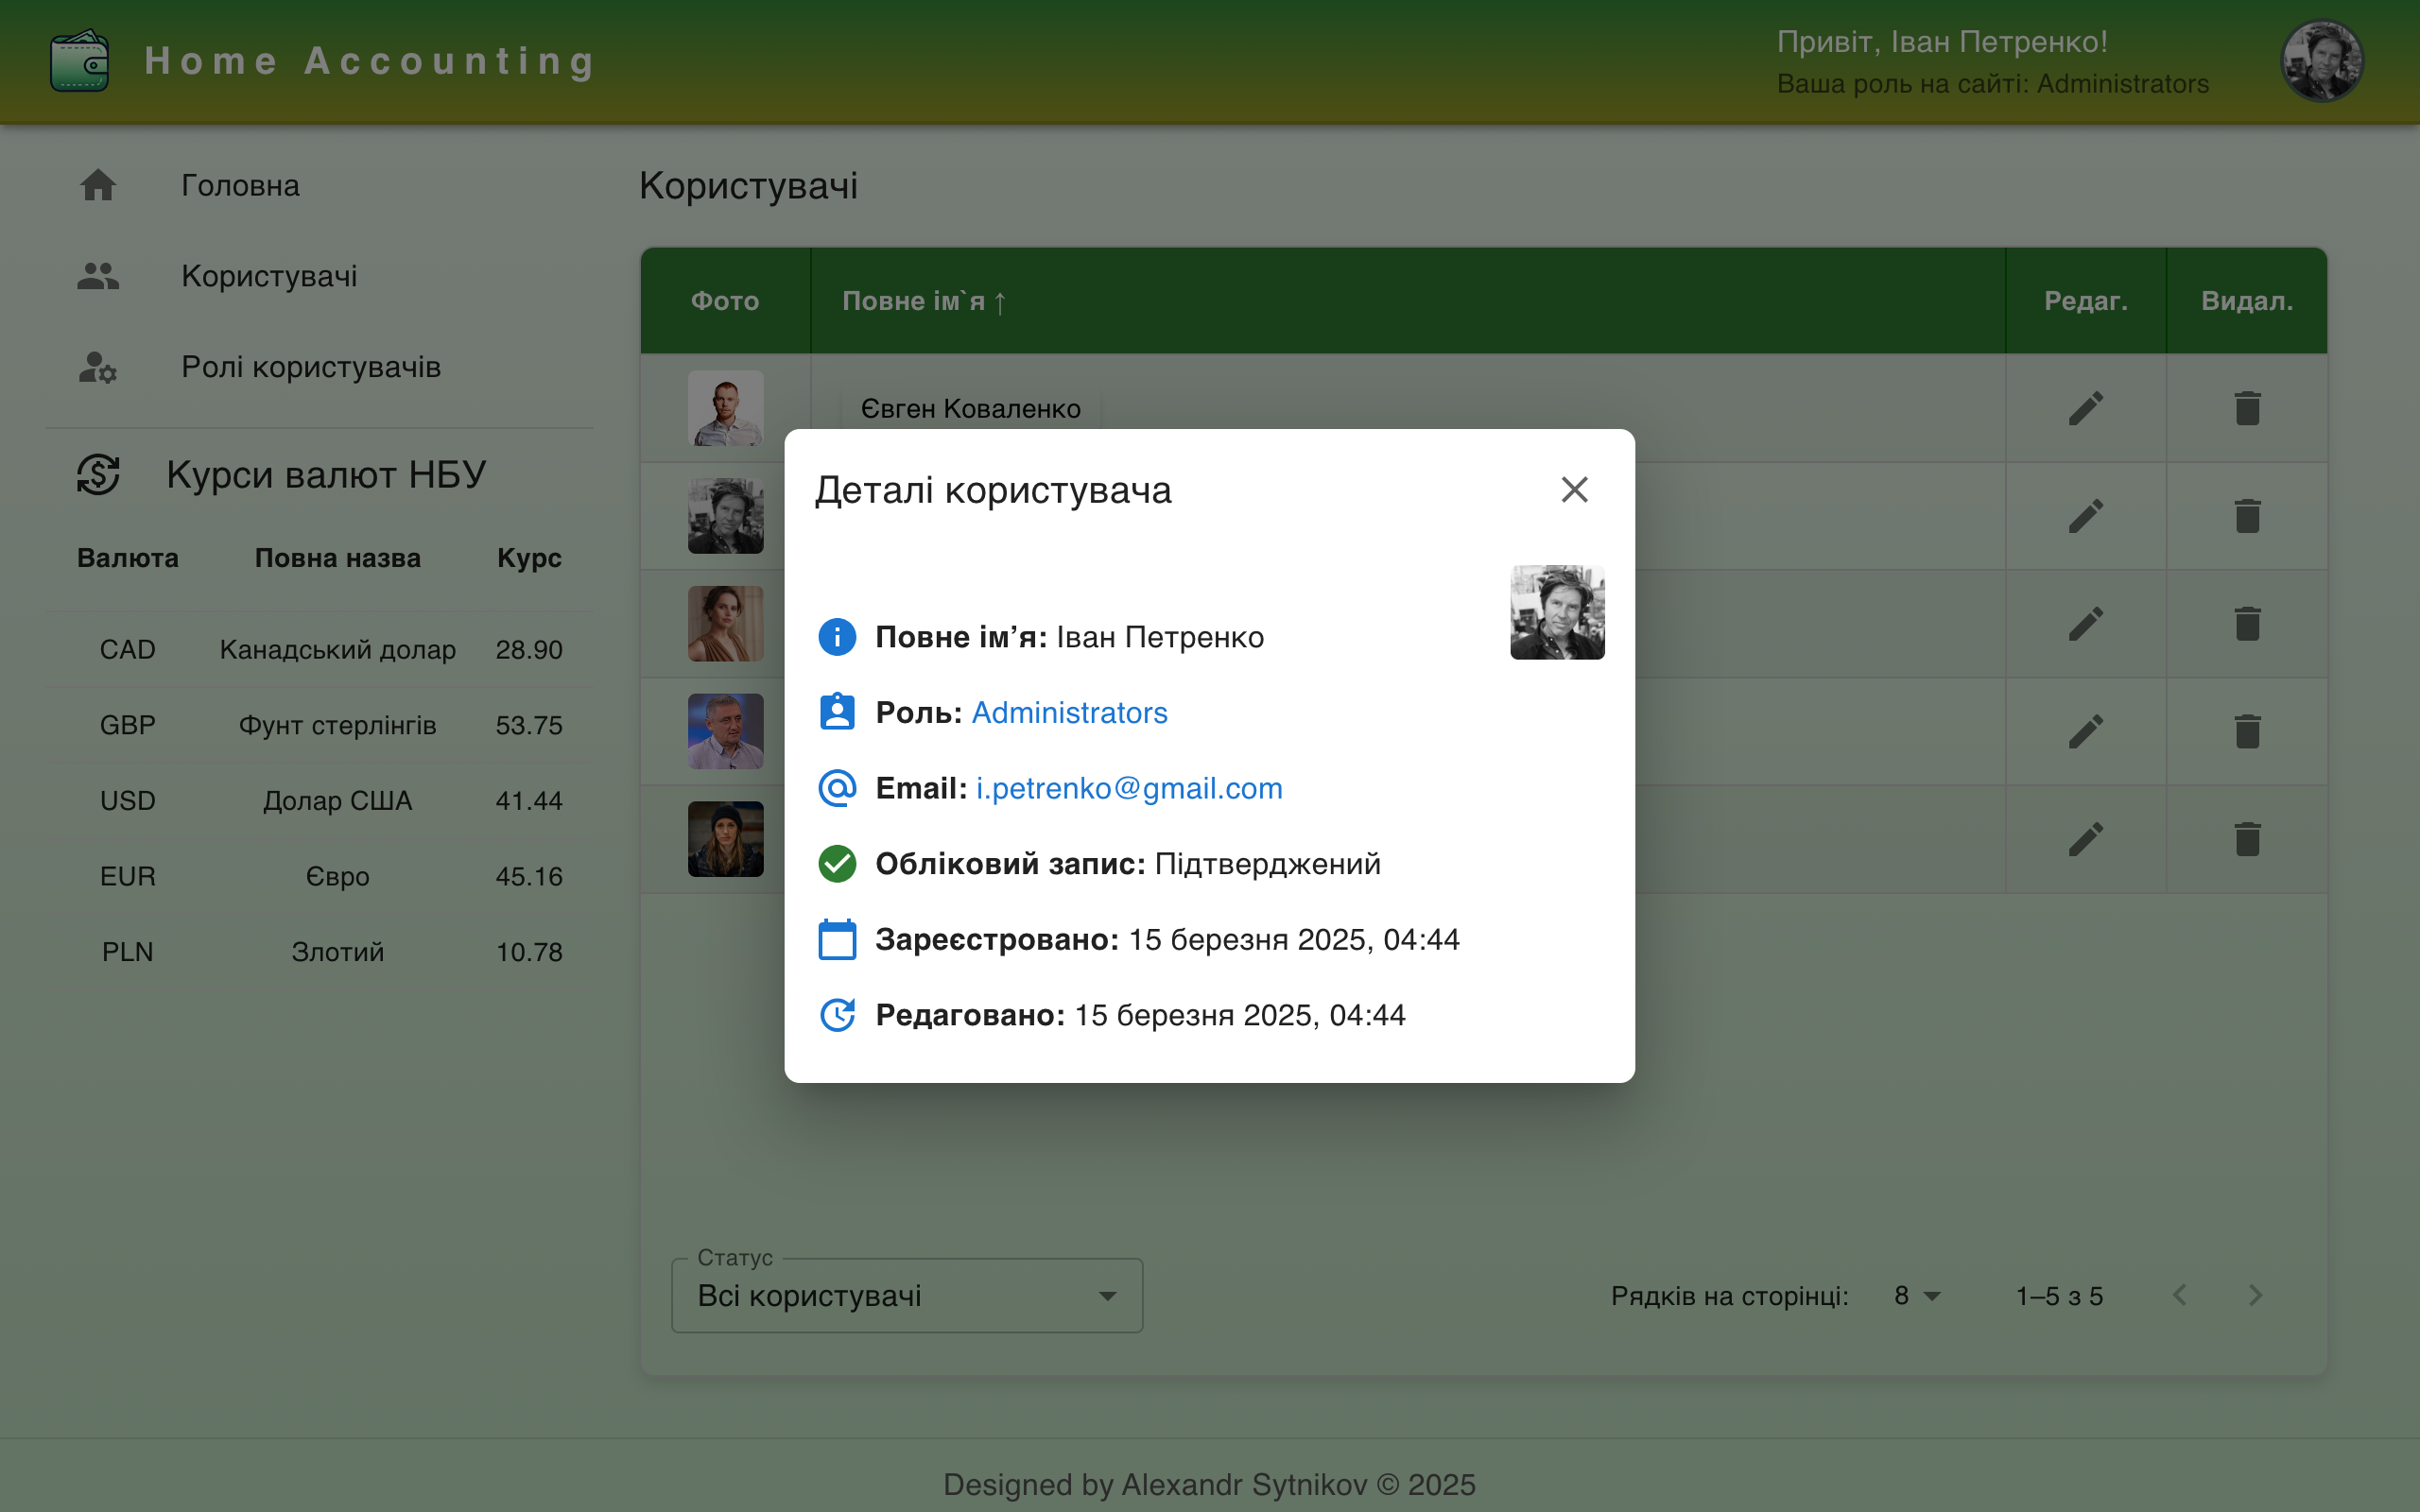 Home Accounting
Привіт, Іван Петренко!
Ваша роль на сайті: Administrators
Головна
Користувачі
Ролі користувачів
Курси валют НБУ
Валюта Повна назва Курс
CAD Канадський долар 28.90
GBP Фунт стерлінгів 53.75
USD Долар США 41.44
EUR Євро 45.16
PLN Злотий 10.78
Користувачі
Фото Повне ім`я ↑ Редаг. Видал.
Євген Коваленко
Деталі користувача
Повне ім’я: Іван Петренко
Роль: Administrators
Email: i.petrenko@gmail.com
Обліковий запис: Підтверджений
Зареєстровано: 15 березня 2025, 04:44
Редаговано: 15 березня 2025, 04:44
Статус
Всі користувачі
Рядків на сторінці: 8 1–5 з 5
Designed by Alexandr Sytnikov © 2025